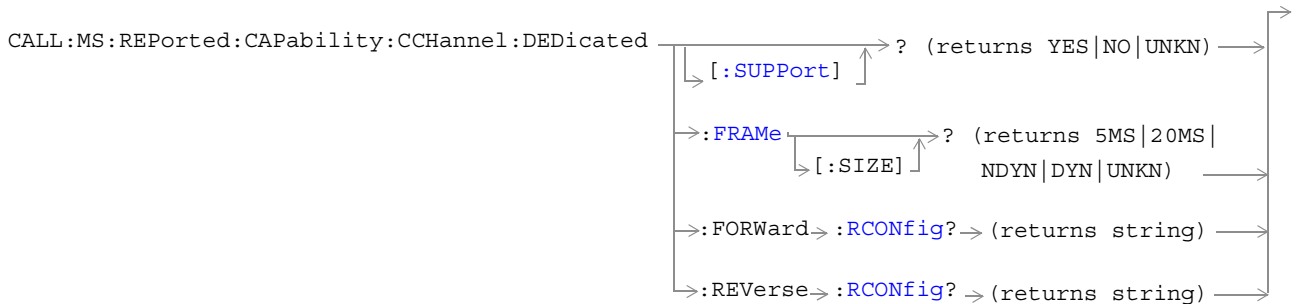 CALL:MS:REPorted:CAPability:CCHannel:DEDicated ? (returns YES|NO|UNKN)
[:SUPPort]
:FRAMe ? (returns 5MS|20MS|
[:SIZE] NDYN|DYN|UNKN)
:FORWard :RCONfig? (returns string)
:REVerse :RCONfig? (returns string)